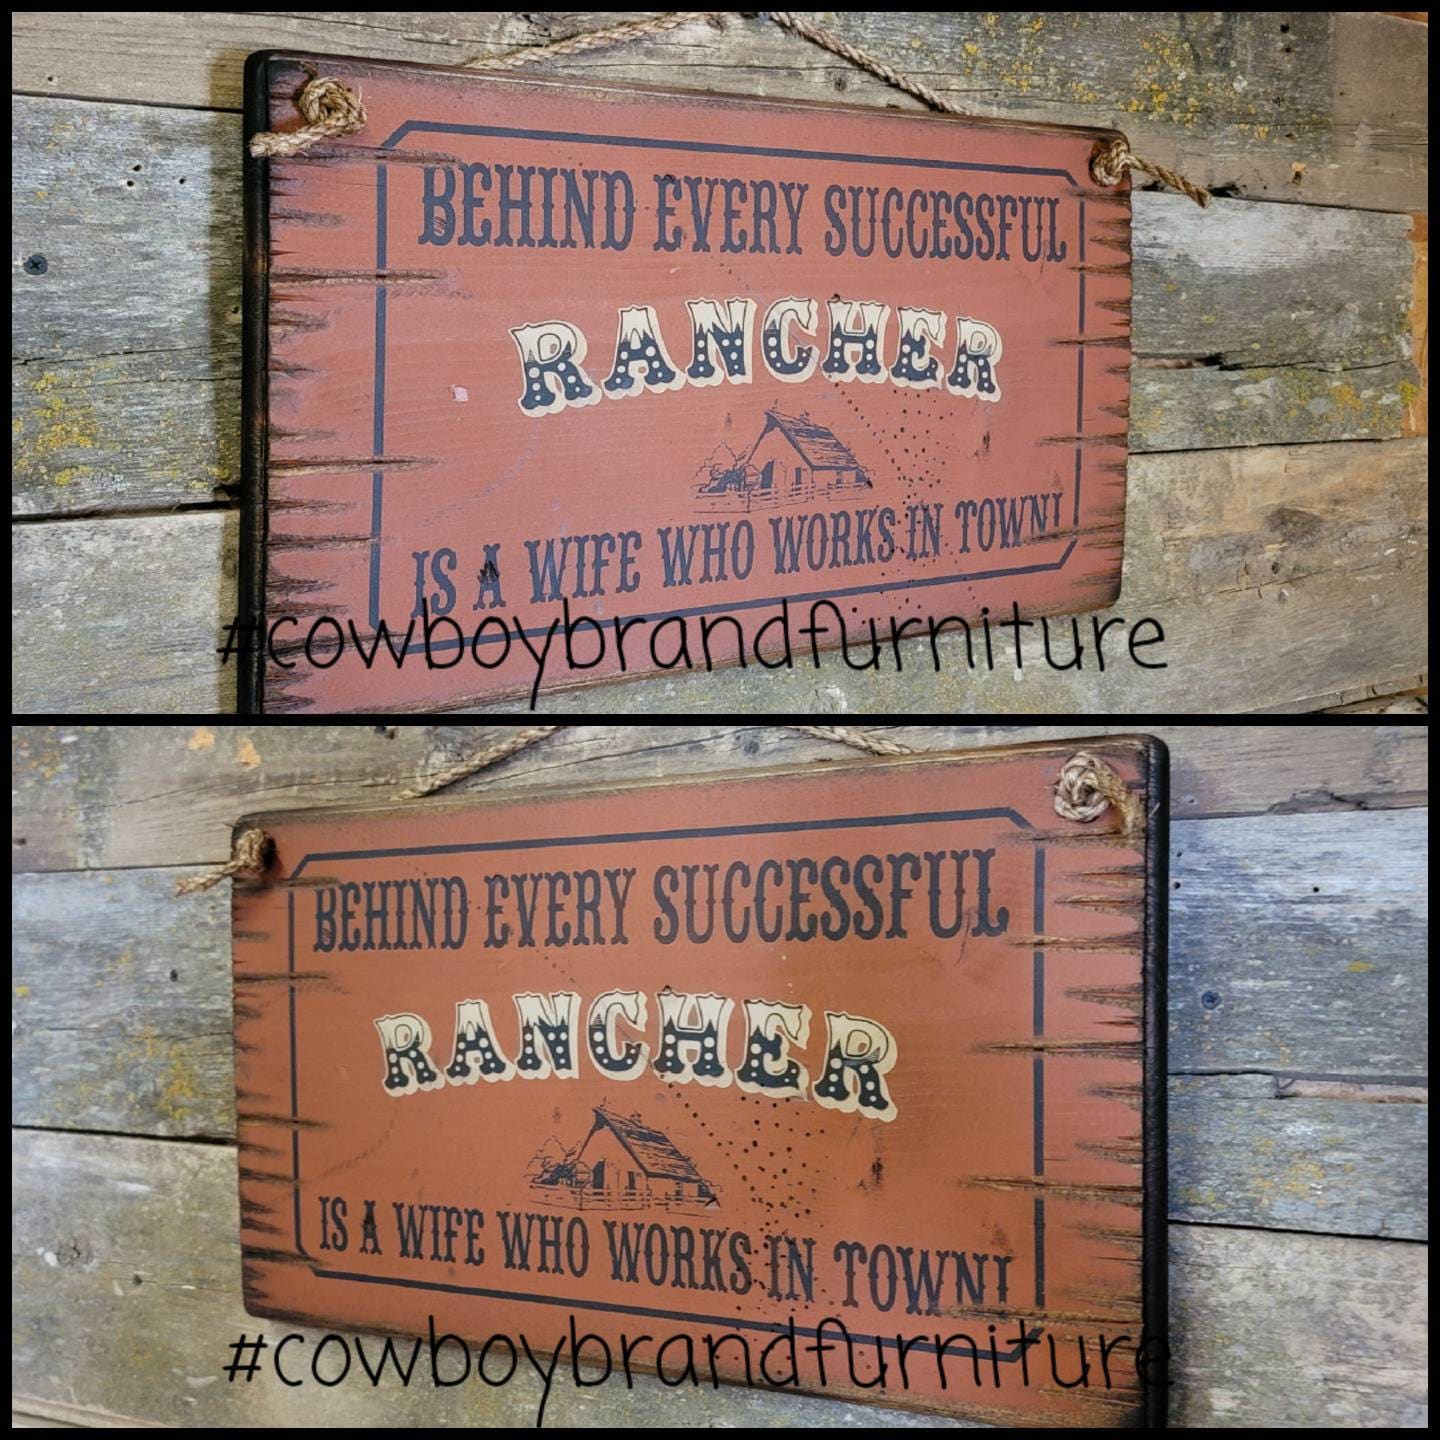 BEHIND EVERY SUCCESSFUL
RANCHER
IS A WIFE WHO WORKS IN TOWN!
#cowboybrandfurniture
BEHIND EVERY SUCCESSFUL
RANCHER
IS A WIFE WHO WORKS IN TOWN!
#cowboybrandfurniture